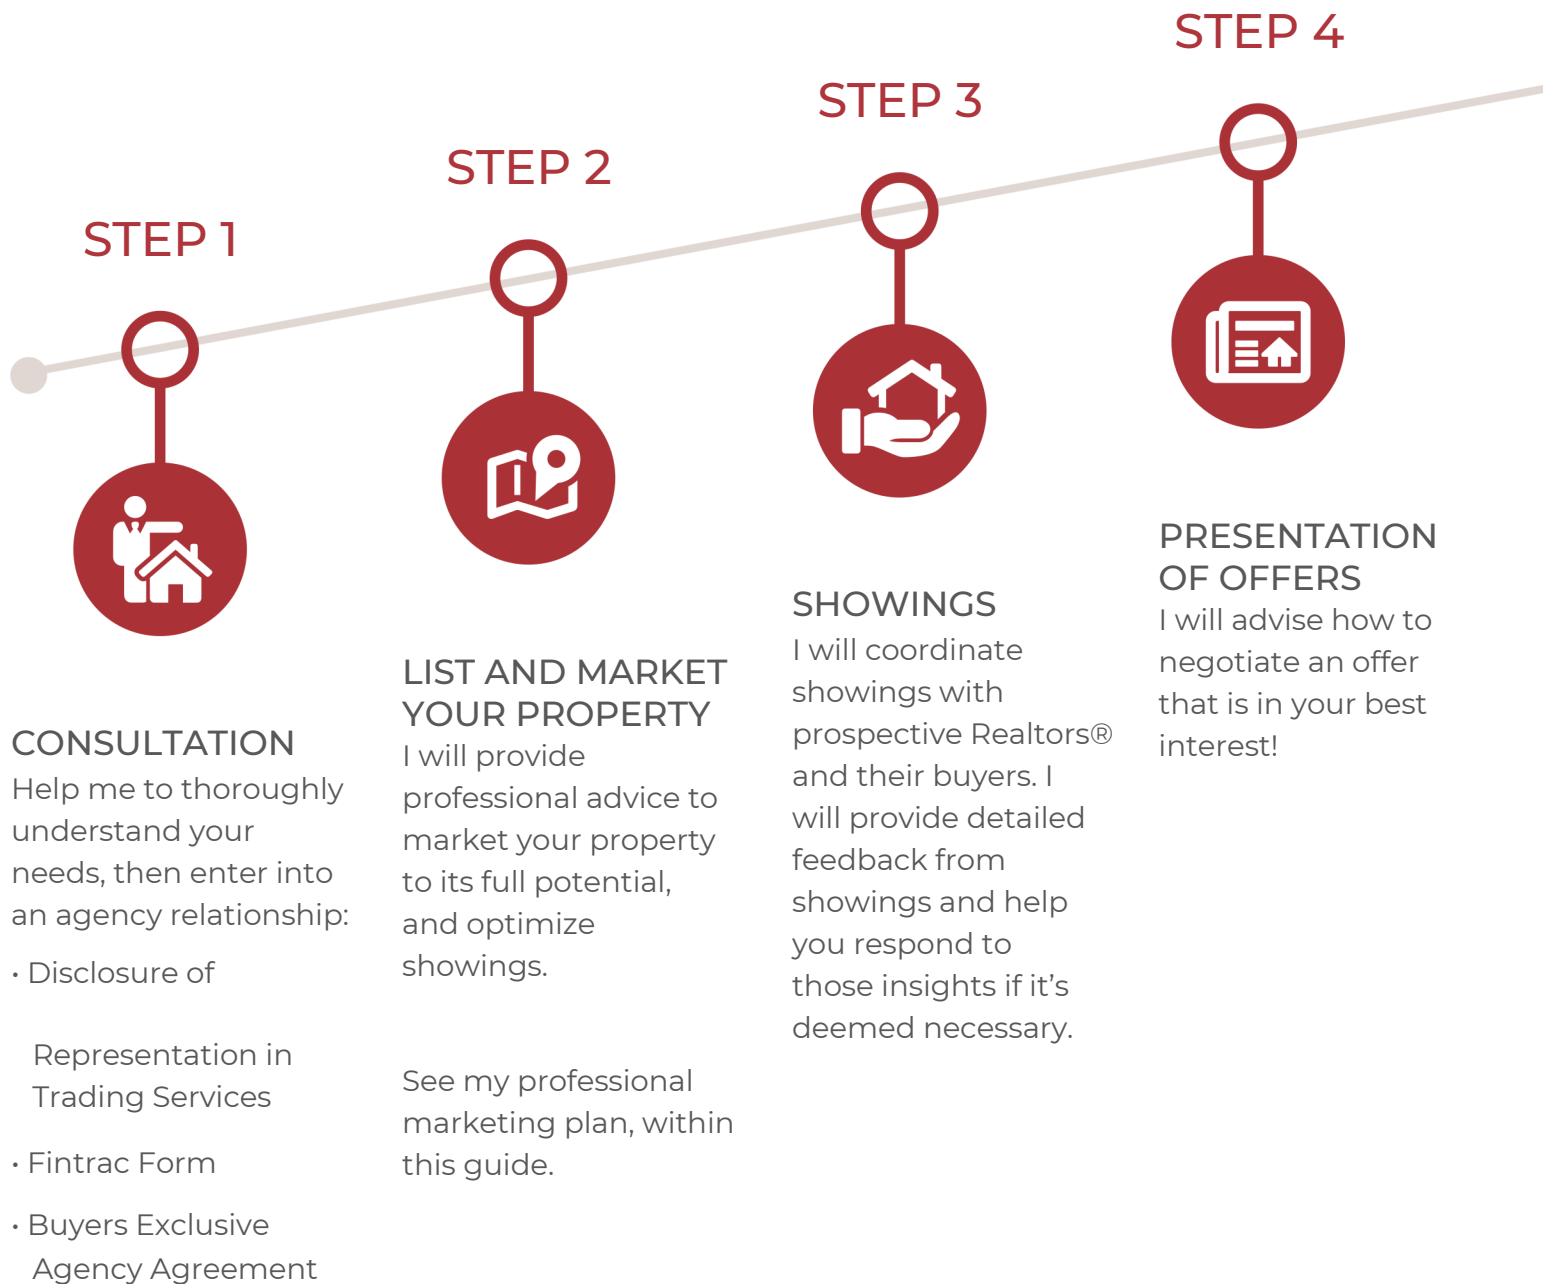 STEP 1
CONSULTATION
Help me to thoroughly
understand your
needs, then enter into
an agency relationship:
• Disclosure of
Representation in
Trading Services
• Fintrac Form
• Buyers Exclusive
Agency Agreement
STEP 2
LIST AND MARKET
YOUR PROPERTY
I will provide
professional advice to
market your property
to its full potential,
and optimize
showings.
See my professional
marketing plan, within
this guide.
STEP 3
SHOWINGS
I will coordinate
showings with
prospective Realtors®
and their buyers. I
will provide detailed
feedback from
showings and help
you respond to
those insights if it’s
deemed necessary.
STEP 4
PRESENTATION
OF OFFERS
I will advise how to
negotiate an offer
that is in your best
interest!